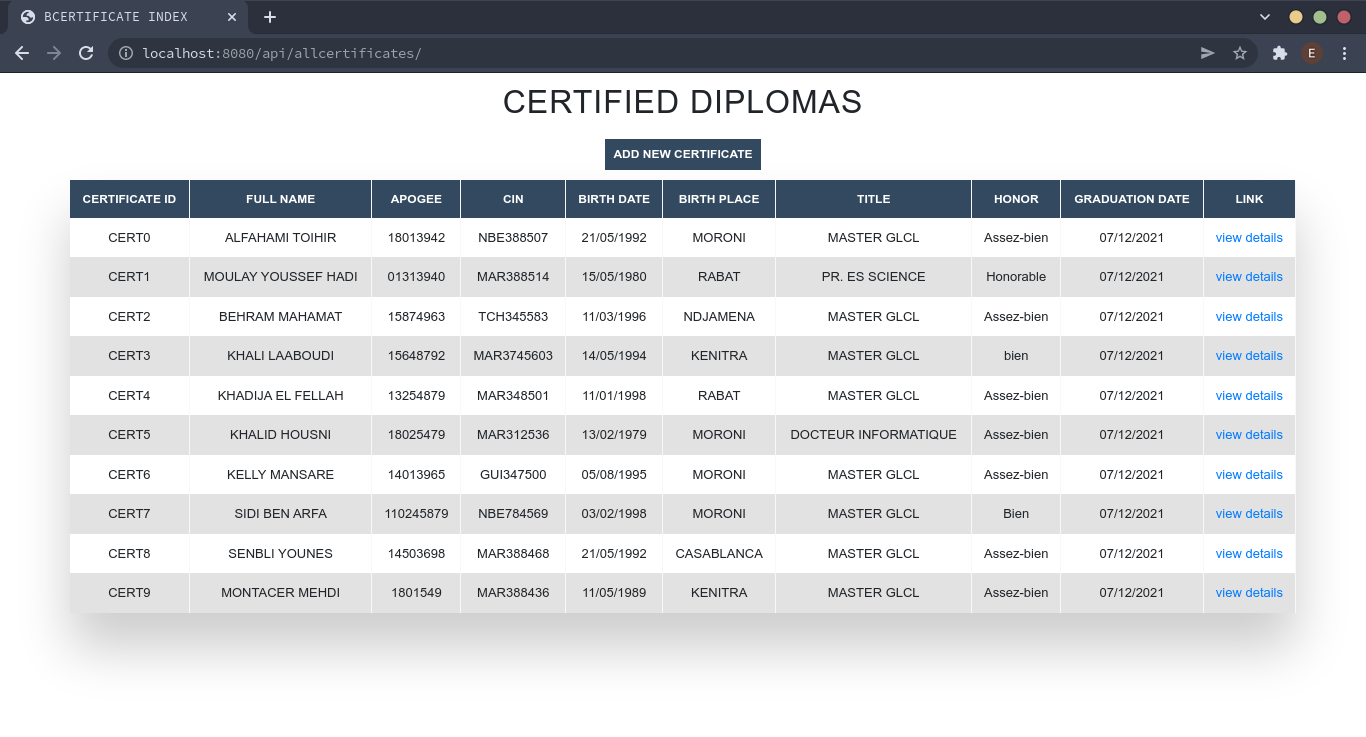 BCERTIFICATE INDEX
localhost:8080/api/allcertificates/
E
CERTIFIED DIPLOMAS
ADD NEW CERTIFICATE
CERTIFICATE ID FULL NAME APOGEE CIN BIRTH DATE BIRTH PLACE TITLE HONOR GRADUATION DATE LINK
CERT0 ALFAHAMI TOIHIR 18013942 NBE388507 21/05/1992 MORONI MASTER GLCL Assez-bien 07/12/2021 view details
CERT1 MOULAY YOUSSEF HADI 01313940 MAR388514 15/05/1980 RABAT PR. ES SCIENCE Honorable 07/12/2021 view details
CERT2 BEHRAM MAHAMAT 15874963 TCH345583 11/03/1996 NDJAMENA MASTER GLCL Assez-bien 07/12/2021 view details
CERT3 KHALI LAABOUDI 15648792 MAR3745603 14/05/1994 KENITRA MASTER GLCL bien 07/12/2021 view details
CERT4 KHADIJA EL FELLAH 13254879 MAR348501 11/01/1998 RABAT MASTER GLCL Assez-bien 07/12/2021 view details
CERT5 KHALID HOUSNI 18025479 MAR312536 13/02/1979 MORONI DOCTEUR INFORMATIQUE Assez-bien 07/12/2021 view details
CERT6 KELLY MANSARE 14013965 GUI347500 05/08/1995 MORONI MASTER GLCL Assez-bien 07/12/2021 view details
CERT7 SIDI BEN ARFA 110245879 NBE784569 03/02/1998 MORONI MASTER GLCL Bien 07/12/2021 view details
CERT8 SENBLI YOUNES 14503698 MAR388468 21/05/1992 CASABLANCA MASTER GLCL Assez-bien 07/12/2021 view details
CERT9 MONTACER MEHDI 1801549 MAR388436 11/05/1989 KENITRA MASTER GLCL Assez-bien 07/12/2021 view details